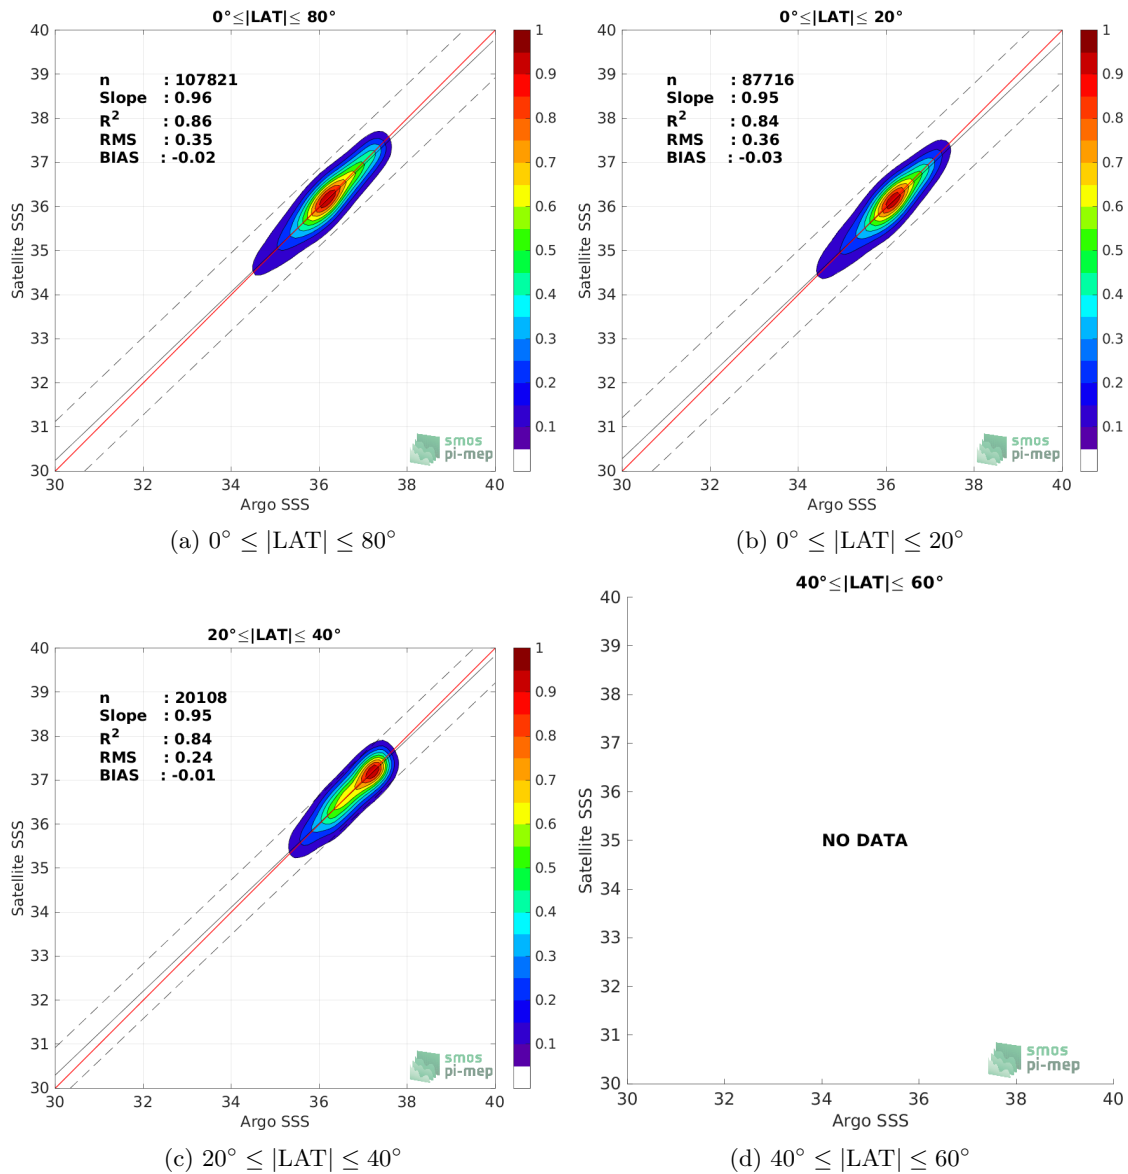 0°≤|LAT|≤ 80°
40
39
38
37
36
35
34
33
32
31
30
Satellite SSS
n : 107821
Slope : 0.96
R² : 0.86
RMS : 0.35
BIAS : -0.02
1
0.9
0.8
0.7
0.6
0.5
0.4
0.3
0.2
0.1
smos
pi-mep
30 32 34 36 38 40
Argo SSS
(a) 0° ≤ |LAT| ≤ 80°
0°≤|LAT|≤ 20°
40
39
38
37
36
35
34
33
32
31
30
Satellite SSS
n : 87716
Slope : 0.95
R² : 0.84
RMS : 0.36
BIAS : -0.03
1
0.9
0.8
0.7
0.6
0.5
0.4
0.3
0.2
0.1
smos
pi-mep
30 32 34 36 38 40
Argo SSS
(b) 0° ≤ |LAT| ≤ 20°
20°≤|LAT|≤ 40°
40
39
38
37
36
35
34
33
32
31
30
Satellite SSS
n : 20108
Slope : 0.95
R² : 0.84
RMS : 0.24
BIAS : -0.01
1
0.9
0.8
0.7
0.6
0.5
0.4
0.3
0.2
0.1
smos
pi-mep
30 32 34 36 38 40
Argo SSS
(c) 20° ≤ |LAT| ≤ 40°
40°≤|LAT|≤ 60°
40
39
38
37
36
35
34
33
32
31
30
Satellite SSS
NO DATA
smos
pi-mep
30 32 34 36 38 40
Argo SSS
(d) 40° ≤ |LAT| ≤ 60°